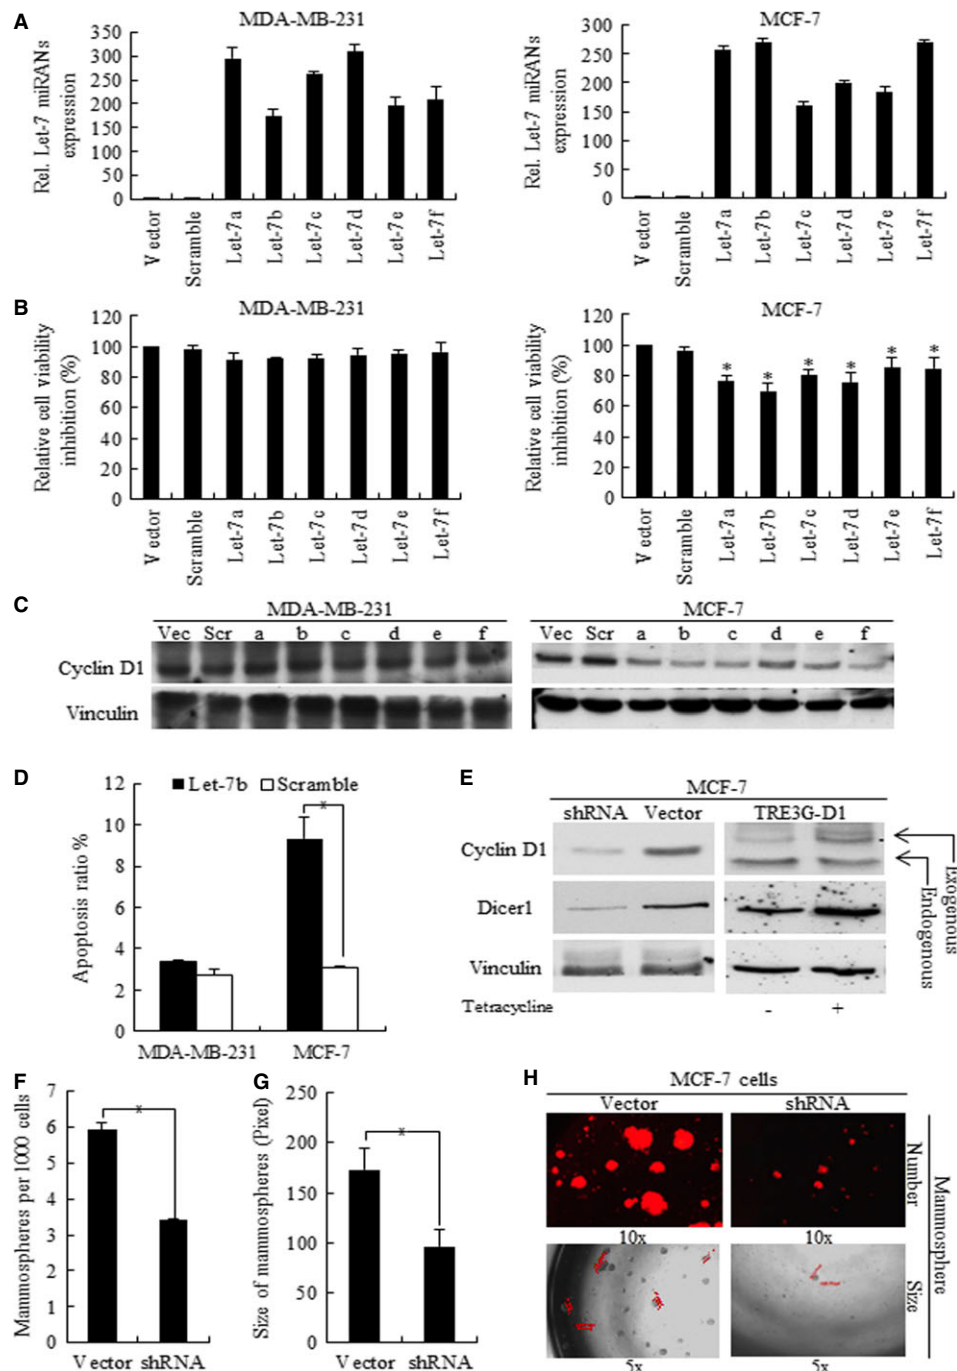 A
MDA-MB-231
Rel. Let-7 miRANs
expression
350
300
250
200
150
100
50
0
Vector
Scramble
Let-7a
Let-7b
Let-7c
Let-7d
Let-7e
Let-7f
MCF-7
Rel. Let-7 miRANs
expression
300
250
200
150
100
50
0
Vector
Scramble
Let-7a
Let-7b
Let-7c
Let-7d
Let-7e
Let-7f
B
MDA-MB-231
Relative cell viability
inhibition (%)
120
100
80
60
40
20
0
Vector
Scramble
Let-7a
Let-7b
Let-7c
Let-7d
Let-7e
Let-7f
MCF-7
Relative cell viability
inhibition (%)
120
100
80
60
40
20
0
* * * * * *
Vector
Scramble
Let-7a
Let-7b
Let-7c
Let-7d
Let-7e
Let-7f
C
MDA-MB-231
Vec Scr a b c d e f
MCF-7
Vec Scr a b c d e f
Cyclin D1
Vinculin
D
Let-7b Scramble
Apoptosis ratio %
12
10
8
6
4
2
0
*
MDA-MB-231 MCF-7
E
MCF-7
shRNA Vector TRE3G-D1
Cyclin D1
Dicer1
Vinculin
Tetracycline - +
Exogenous
Endogenous
F
Mammospheres per 1000 cells
7
6
5
4
3
2
1
0
*
Vector shRNA
G
Size of mammospheres (Pixel)
250
200
150
100
50
0
*
Vector shRNA
H
MCF-7 cells
Vector shRNA
10x 10x
5x 5x
Number
Size
Mammosphere